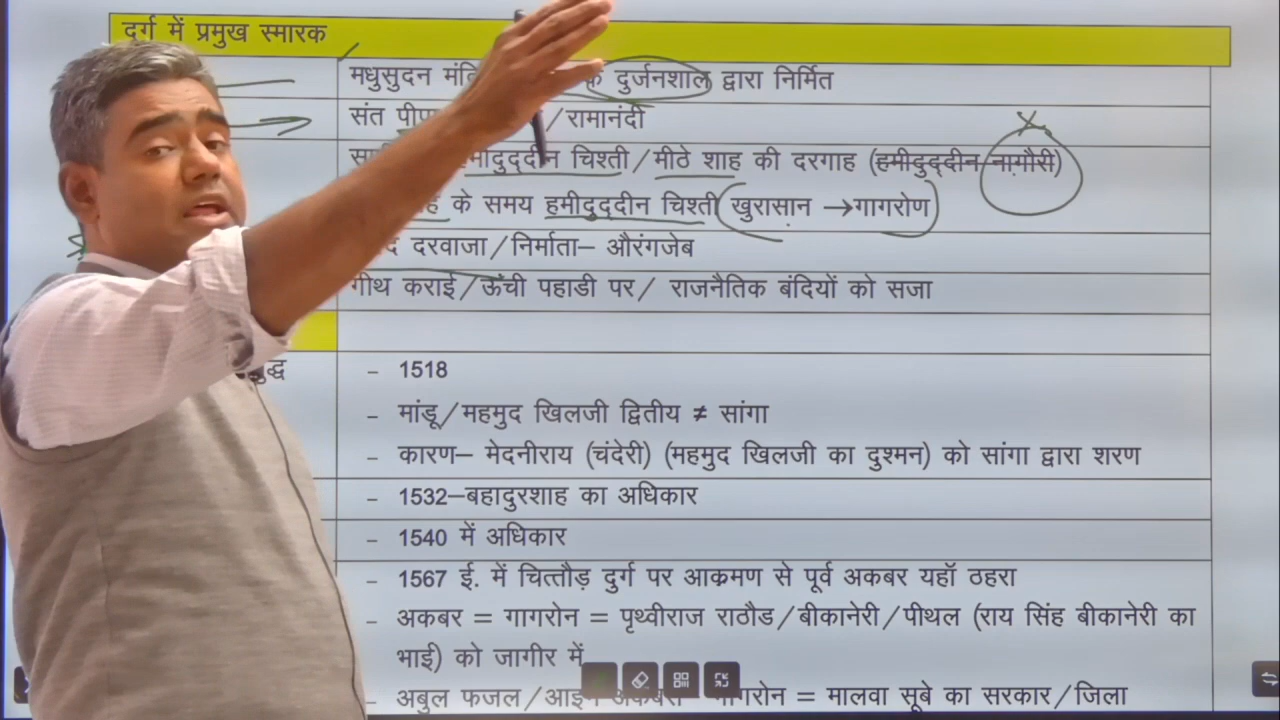 दुर्ग में प्रमुख स्मारक
मधुसुदन दुर्जनशाल द्वारा निर्मित
संत /रामानंदी
चिश्ती/मीठे शाह की दरगाह (हमीदुद्दीन नागौरी)
के समय हमीदुद्दीन चिश्ती (खुरासान →गागरोण)
दरवाजा/निर्माता– औरंगजेब
गीध कराई/ऊंची पहाडी पर/ राजनैतिक बंदियों को सजा
– 1518
– मांडू/महमुद खिलजी द्वितीय ≠ सांगा
– कारण– मेदनीराय (चंदेरी) (महमुद खिलजी का दुश्मन) को सांगा द्वारा शरण
– 1532–बहादुरशाह का अधिकार
– 1540 में अधिकार
– 1567 ई. में चित्तौड़ दुर्ग पर आक्रमण से पूर्व अकबर यहॉ ठहरा
– अकबर = गागरोन = पृथ्वीराज राठौड/बीकानेरी/पीथल (राय सिंह बीकानेरी का
भाई) को जागीर में
– अबुल फजल = मालवा सूबे का सरकार/जिला